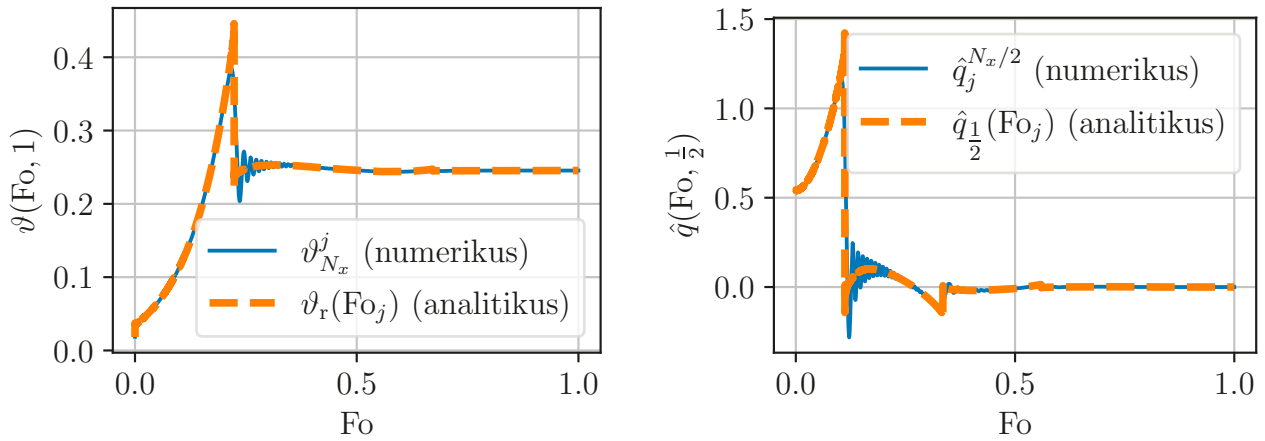 0.4
0.3
0.2
0.1
0.0
ϑ(Fo, 1)
ϑ^j_{N_x} (numerikus)
ϑ_r(Fo_j) (analitikus)
0.0 0.5 1.0
Fo
1.5
1.0
0.5
0.0
q̂(Fo, 1/2)
q̂_j^{N_x/2} (numerikus)
q̂_{1/2}(Fo_j) (analitikus)
0.0 0.5 1.0
Fo